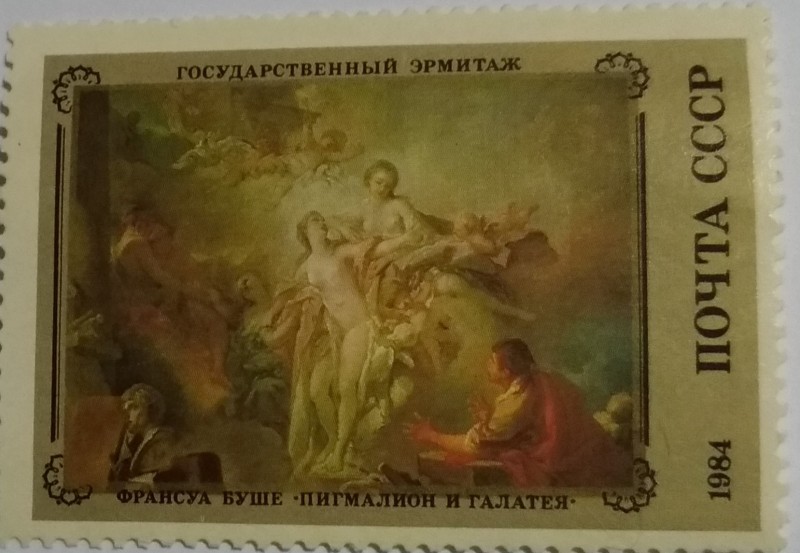 ГОСУДАРСТВЕННЫЙ ЭРМИТАЖ
ФРАНСУА БУШЕ «ПИГМАЛИОН И ГАЛАТЕЯ»
ПОЧТА СССР
1984